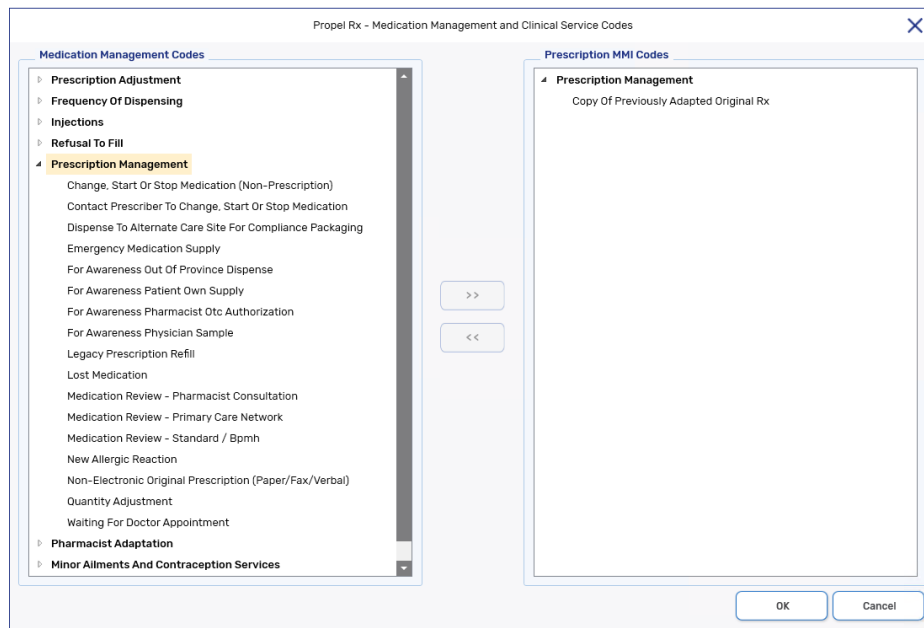 Propel Rx - Medication Management and Clinical Service Codes
Medication Management Codes
Prescription Adjustment
Frequency Of Dispensing
Injections
Refusal To Fill
Prescription Management
Change, Start Or Stop Medication (Non-Prescription)
Contact Prescriber To Change, Start Or Stop Medication
Dispense To Alternate Care Site For Compliance Packaging
Emergency Medication Supply
For Awareness Out Of Province Dispense
For Awareness Patient Own Supply
For Awareness Pharmacist Otc Authorization
For Awareness Physician Sample
Legacy Prescription Refill
Lost Medication
Medication Review - Pharmacist Consultation
Medication Review - Primary Care Network
Medication Review - Standard / Bpmh
New Allergic Reaction
Non-Electronic Original Prescription (Paper/Fax/Verbal)
Quantity Adjustment
Waiting For Doctor Appointment
Pharmacist Adaptation
Minor Ailments And Contraception Services
>>
<<
Prescription MMI Codes
Prescription Management
Copy Of Previously Adapted Original Rx
OK
Cancel